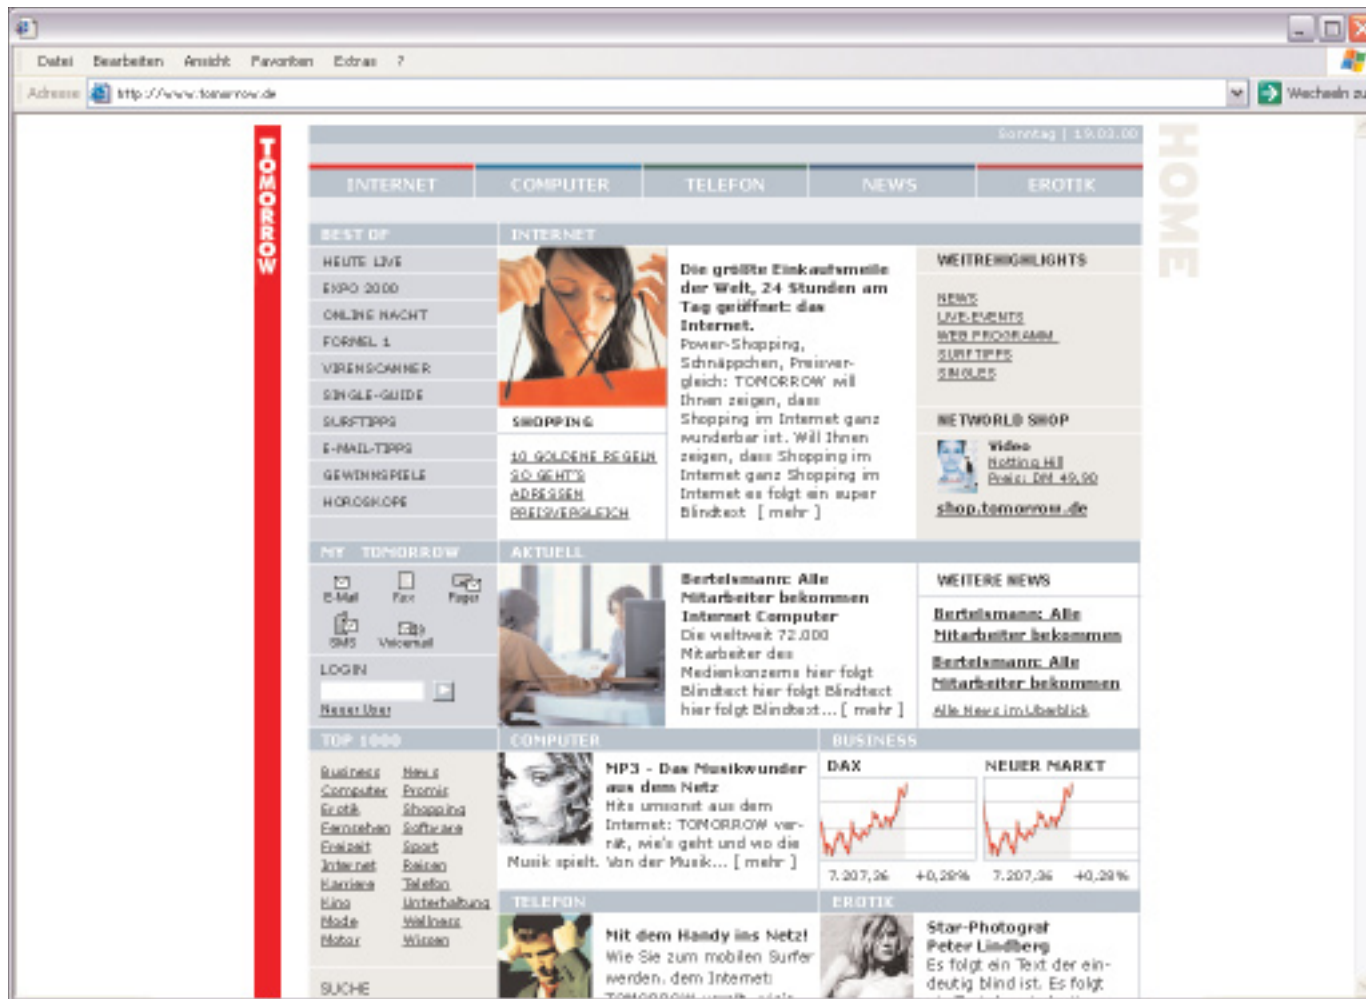 Datei Bearbeiten Ansicht Favoriten Extras ?
Adresse http://www.tomorrow.de Wechseln zu
TOMORROW
HOME
Sonntag | 19.03.00
INTERNET COMPUTER TELEFON NEWS EROTIK
BEST OF
HEUTE LIVE
EXPO 2000
ONLINE NACHT
FORMEL 1
VIRENSCANNER
SINGLE-GUIDE
SURFTIPPS
E-MAIL-TIPPS
GEWINNSPIELE
HOROSKOPE
INTERNET
SHOPPING
10 GOLDENE REGELN
SO GEHT'S
ADRESSEN
PREISVERGLEICH
Die größte Einkaufsmeile
der Welt, 24 Stunden am
Tag geöffnet: das
Internet.
Power-Shopping,
Schnäppchen, Preisver-
gleich: TOMORROW will
Ihnen zeigen, dass
Shopping im Internet ganz
wunderbar ist. Will Ihnen
zeigen, dass Shopping im
Internet ganz Shopping im
Internet es folgt ein super
Blindtext [ mehr ]
WEITREHIGHLIGHTS
NEWS
LIVE-EVENTS
WEB PROGRAMM
SURFTIPPS
SINGLES
NETWORLD SHOP
Video
Notting Hill
Preis: DM 49,90
shop.tomorrow.de
MY TOMORROW
E-Mail Fax Pager
SMS Voicemail
LOGIN
Neuer User
AKTUELL
Bertelsmann: Alle
Mitarbeiter bekommen
Internet Computer
Die weltweit 72.000
Mitarbeiter des
Medienkonzerns hier folgt
Blindtext hier folgt Blindtext
hier folgt Blindtext... [ mehr ]
WEITERE NEWS
Bertelsmann: Alle
Mitarbeiter bekommen
Bertelsmann: Alle
Mitarbeiter bekommen
Alle News im Überblick
TOP 1000
Business News
Computer Promis
Erotik Shopping
Fernsehen Software
Freizeit Sport
Internet Reisen
Karriere Telefon
Kino Unterhaltung
Mode Wellness
Motor Wissen
SUCHE
COMPUTER
MP3 - Das Musikwunder
aus dem Netz
Hits umsonst aus dem
Internet: TOMORROW ver-
rät, wie's geht und wo die
Musik spielt. Von der Musik... [ mehr ]
BUSINESS
DAX NEUER MARKT
7.207,36 +0,28% 7.207,36 +0,28%
TELEFON
Mit dem Handy ins Netz!
Wie Sie zum mobilen Surfer
werden. dem Internet:
EROTIK
Star-Photograf
Peter Lindberg
Es folgt ein Text der ein-
deutig blind ist. Es folgt